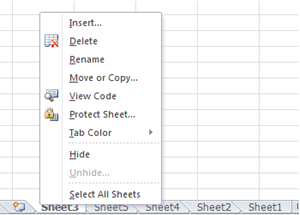 Insert...
Delete
Rename
Move or Copy...
View Code
Protect Sheet...
Tab Color
Hide
Unhide...
Select All Sheets
Sheet3 Sheet5 Sheet4 Sheet2 Sheet1